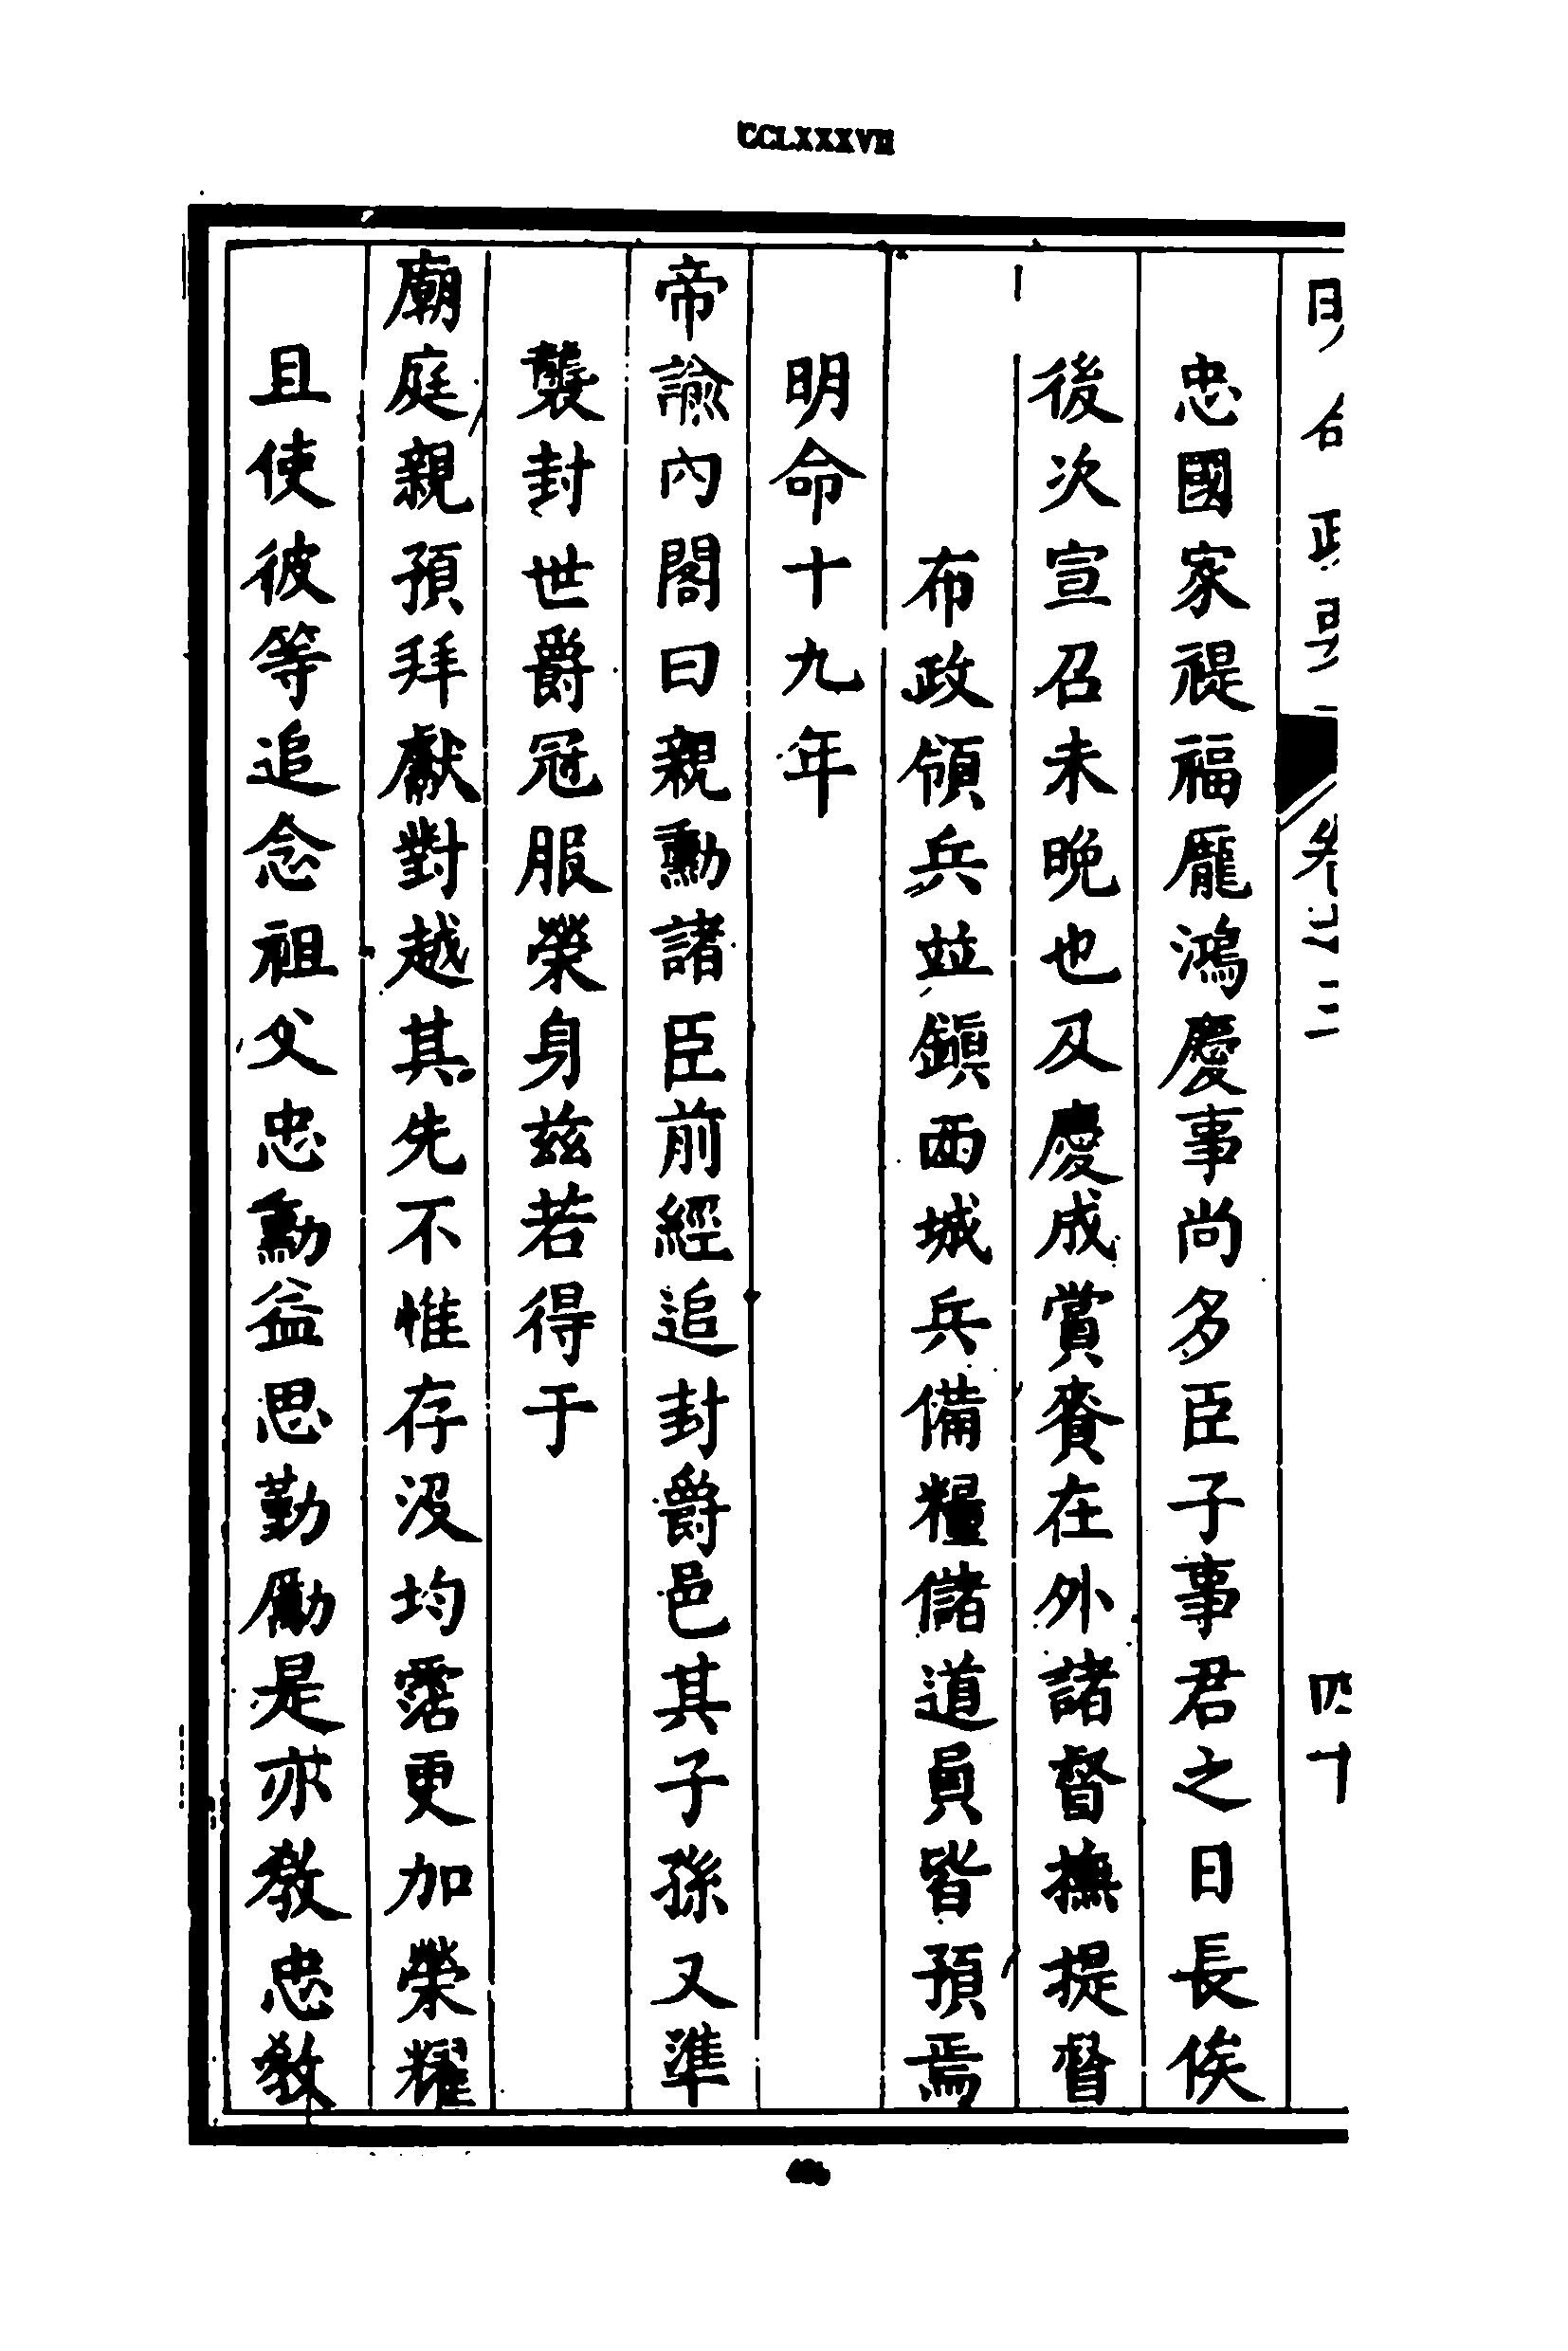 CCLXXXVII
忠國家禔福龐鴻慶事尚多臣子事君之日長俟
後次宣召未晚也及慶成賞賚在外諸督撫提督
布政領兵並鎮西城兵備糧儲道員皆預焉
明命十九年
帝諭內閣曰親勳諸臣前經追封爵邑其子孫又準
襲封世爵冠服榮身茲若得于
廟庭親預拜獻對越其先不惟存沒均霑更加榮耀
且使彼等追念祖父忠勳益思勤勵是亦教忠教
四十